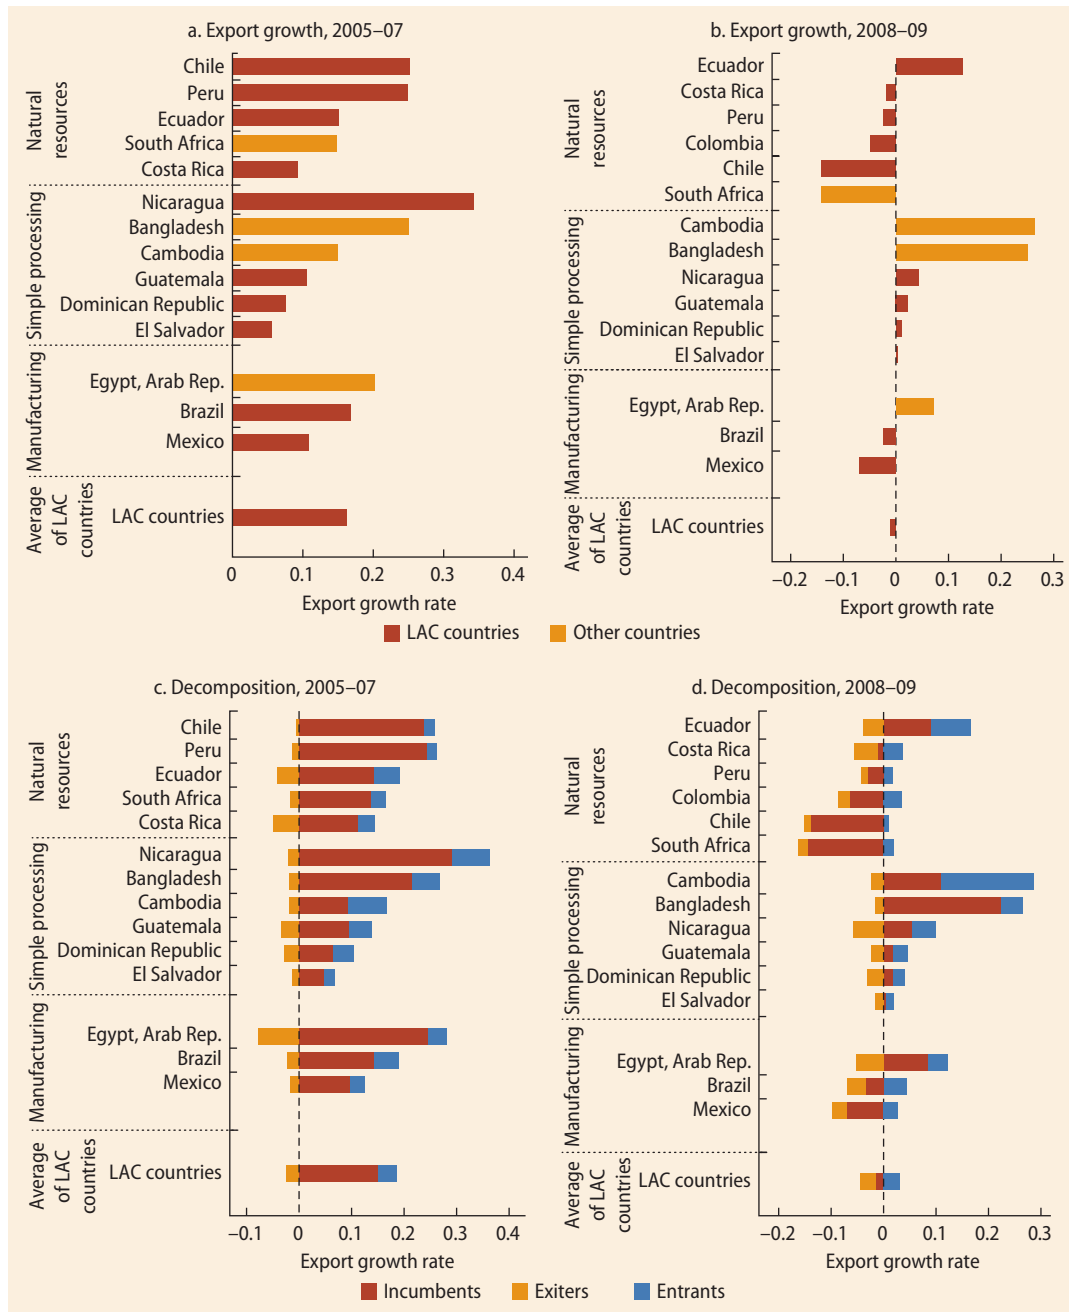 a. Export growth, 2005–07
Natural
resources
Chile
Peru
Ecuador
South Africa
Costa Rica
Simple processing
Nicaragua
Bangladesh
Cambodia
Guatemala
Dominican Republic
El Salvador
Manufacturing
Egypt, Arab Rep.
Brazil
Mexico
Average
of LAC
countries
LAC countries
0 0.1 0.2 0.3 0.4
Export growth rate
b. Export growth, 2008–09
Natural
resources
Ecuador
Costa Rica
Peru
Colombia
Chile
South Africa
Simple processing
Cambodia
Bangladesh
Nicaragua
Guatemala
Dominican Republic
El Salvador
Manufacturing
Egypt, Arab Rep.
Brazil
Mexico
Average
of LAC
countries
LAC countries
–0.2 –0.1 0 0.1 0.2 0.3
Export growth rate
LAC countries Other countries
c. Decomposition, 2005–07
Natural
resources
Chile
Peru
Ecuador
South Africa
Costa Rica
Simple processing
Nicaragua
Bangladesh
Cambodia
Guatemala
Dominican Republic
El Salvador
Manufacturing
Egypt, Arab Rep.
Brazil
Mexico
Average
of LAC
countries
LAC countries
–0.1 0 0.1 0.2 0.3 0.4
Export growth rate
d. Decomposition, 2008–09
Natural
resources
Ecuador
Costa Rica
Peru
Colombia
Chile
South Africa
Simple processing
Cambodia
Bangladesh
Nicaragua
Guatemala
Dominican Republic
El Salvador
Manufacturing
Egypt, Arab Rep.
Brazil
Mexico
Average
of LAC
countries
LAC countries
–0.2 –0.1 0 0.1 0.2 0.3
Export growth rate
Incumbents Exiters Entrants